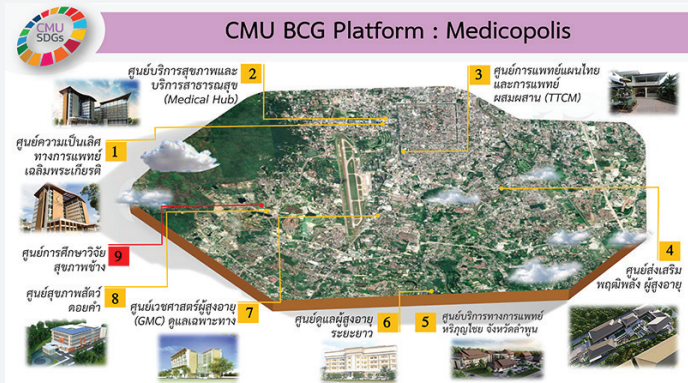 CMU
SDGs
CMU BCG Platform : Medicopolis
ศูนย์บริการสุขภาพและ
บริการสาธารณสุข
(Medical Hub)
2
3
ศูนย์การแพทย์แผนไทย
และการแพทย์
ผสมผสาน (TTCM)
ศูนย์ความเป็นเลิศ
ทางการแพทย์
เฉลิมพระเกียรติ
1
ศูนย์การศึกษาวิจัย
สุขภาพช้าง
9
ศูนย์สุขภาพสัตว์
ดอยคำ
8
ศูนย์เวชศาสตร์ผู้สูงอายุ
(GMC) ดูแลเฉพาะทาง
7
ศูนย์ดูแลผู้สูงอายุ
ระยะยาว
6
5
ศูนย์บริการทางการแพทย์
หริภุญไชย จังหวัดลำพูน
4
ศูนย์ส่งเสริม
พฤฒิพลัง ผู้สูงอายุ